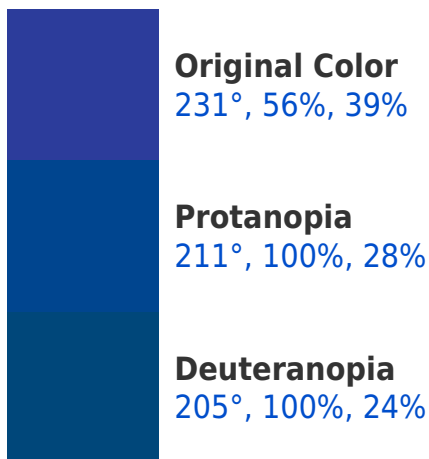 Original Color
231°, 56%, 39%
Protanopia
211°, 100%, 28%
Deuteranopia
205°, 100%, 24%